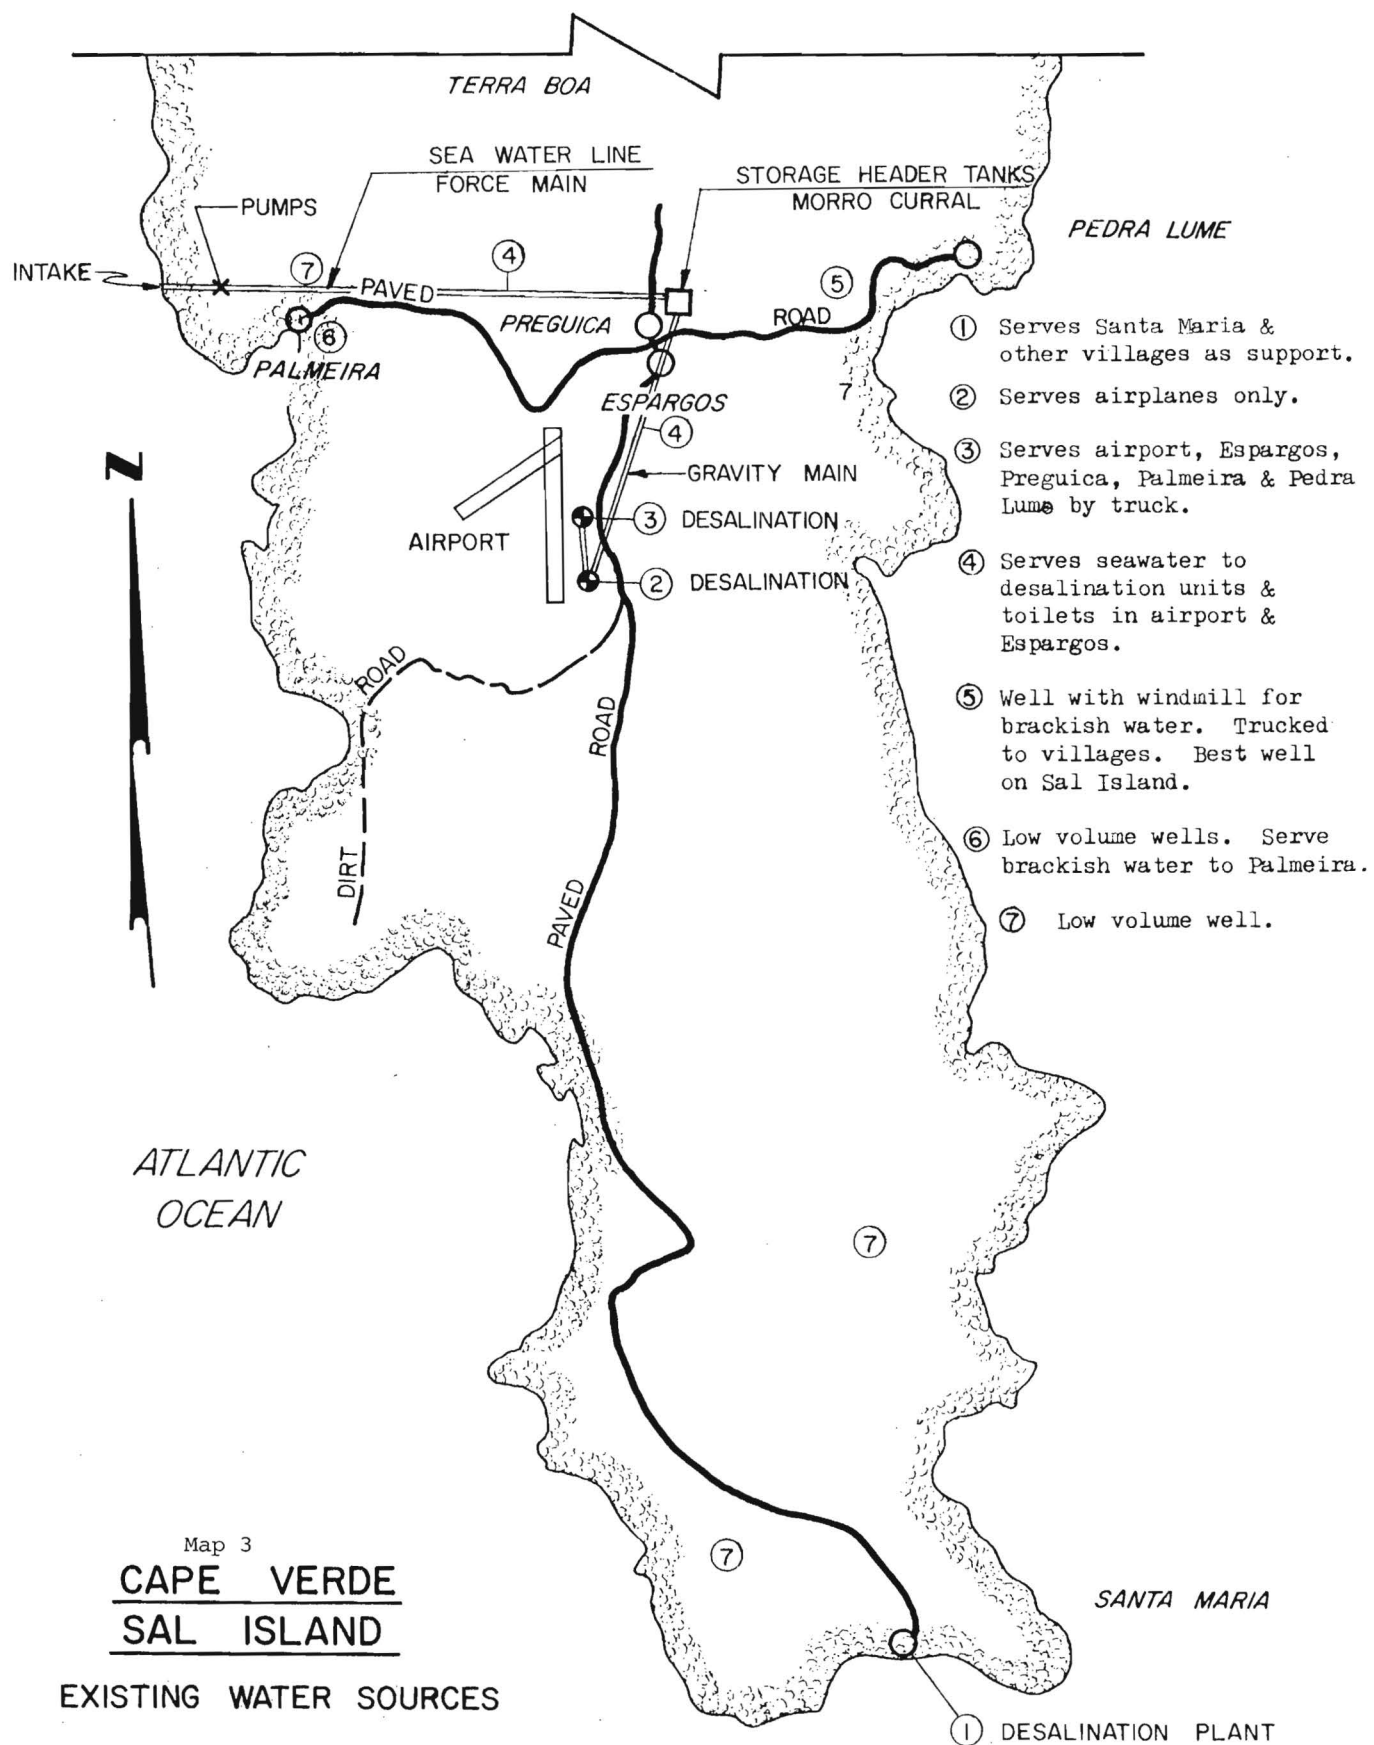 TERRA BOA
SEA WATER LINE
FORCE MAIN
STORAGE HEADER TANKS
MORRO CURRAL
PUMPS
PEDRA LUME
INTAKE
7
4
5
PAVED
ROAD
PREGUICA
6
PALMEIRA
ESPARGOS
7
4
N
GRAVITY MAIN
3 DESALINATION
AIRPORT
2 DESALINATION
1 Serves Santa Maria &
other villages as support.
2 Serves airplanes only.
3 Serves airport, Espargos,
Preguica, Palmeira & Pedra
Lume by truck.
4 Serves seawater to
desalination units &
toilets in airport &
Espargos.
5 Well with windmill for
brackish water. Trucked
to villages. Best well
on Sal Island.
6 Low volume wells. Serve
brackish water to Palmeira.
7 Low volume well.
ROAD
ROAD
DIRT
PAVED
ATLANTIC
OCEAN
7
7
Map 3
CAPE VERDE
SAL ISLAND
EXISTING WATER SOURCES
SANTA MARIA
1 DESALINATION PLANT